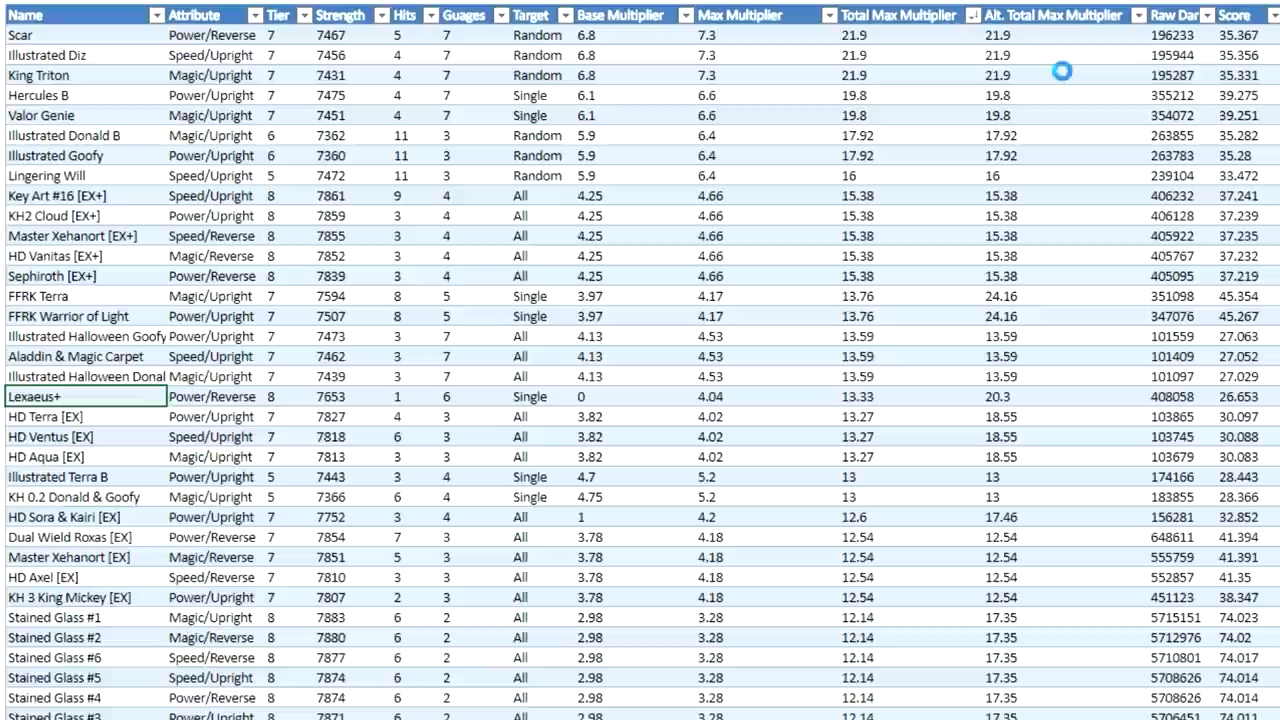 Name Attribute Tier Strength Hits Guages Target Base Multiplier Max Multiplier Total Max Multiplier Alt. Total Max Multiplier Raw Dar Score
Scar Power/Reverse 7 7467 5 7 Random 6.8 7.3 21.9 21.9 196233 35.367
Illustrated Diz Speed/Upright 7 7456 4 7 Random 6.8 7.3 21.9 21.9 195944 35.356
King Triton Magic/Upright 7 7431 4 7 Random 6.8 7.3 21.9 21.9 195287 35.331
Hercules B Power/Upright 7 7475 4 7 Single 6.1 6.6 19.8 19.8 355212 39.275
Valor Genie Magic/Upright 7 7451 4 7 Single 6.1 6.6 19.8 19.8 354072 39.251
Illustrated Donald B Magic/Upright 6 7362 11 3 Random 5.9 6.4 17.92 17.92 263855 35.282
Illustrated Goofy Power/Upright 6 7360 11 3 Random 5.9 6.4 17.92 17.92 263783 35.28
Lingering Will Speed/Upright 5 7472 11 3 Random 5.9 6.4 16 16 239104 33.472
Key Art #16 [EX+] Speed/Upright 8 7861 9 4 All 4.25 4.66 15.38 15.38 406232 37.241
KH2 Cloud [EX+] Power/Upright 8 7859 3 4 All 4.25 4.66 15.38 15.38 406128 37.239
Master Xehanort [EX+] Speed/Reverse 8 7855 3 4 All 4.25 4.66 15.38 15.38 405922 37.235
HD Vanitas [EX+] Magic/Reverse 8 7852 3 4 All 4.25 4.66 15.38 15.38 405767 37.232
Sephiroth [EX+] Power/Reverse 8 7839 3 4 All 4.25 4.66 15.38 15.38 405095 37.219
FFRK Terra Magic/Upright 7 7594 8 5 Single 3.97 4.17 13.76 24.16 351098 45.354
FFRK Warrior of Light Power/Upright 7 7507 8 5 Single 3.97 4.17 13.76 24.16 347076 45.267
Illustrated Halloween Goofy Power/Upright 7 7473 3 7 All 4.13 4.53 13.59 13.59 101559 27.063
Aladdin & Magic Carpet Speed/Upright 7 7462 3 7 All 4.13 4.53 13.59 13.59 101409 27.052
Illustrated Halloween Donal Magic/Upright 7 7439 3 7 All 4.13 4.53 13.59 13.59 101097 27.029
Lexaeus+ Power/Reverse 8 7653 1 6 Single 0 4.04 13.33 20.3 408058 26.653
HD Terra [EX] Power/Upright 7 7827 4 3 All 3.82 4.02 13.27 18.55 103865 30.097
HD Ventus [EX] Speed/Upright 7 7818 6 3 All 3.82 4.02 13.27 18.55 103745 30.088
HD Aqua [EX] Magic/Upright 7 7813 3 3 All 3.82 4.02 13.27 18.55 103679 30.083
Illustrated Terra B Power/Upright 5 7443 3 4 Single 4.7 5.2 13 13 174166 28.443
KH 0.2 Donald & Goofy Magic/Upright 5 7366 6 4 Single 4.75 5.2 13 13 183855 28.366
HD Sora & Kairi [EX] Power/Upright 7 7752 3 4 All 1 4.2 12.6 17.46 156281 32.852
Dual Wield Roxas [EX] Power/Reverse 7 7854 7 3 All 3.78 4.18 12.54 12.54 648611 41.394
Master Xehanort [EX] Magic/Reverse 7 7851 5 3 All 3.78 4.18 12.54 12.54 555759 41.391
HD Axel [EX] Speed/Reverse 7 7810 3 3 All 3.78 4.18 12.54 12.54 552857 41.35
KH 3 King Mickey [EX] Power/Upright 7 7807 2 3 All 3.78 4.18 12.54 12.54 451123 38.347
Stained Glass #1 Magic/Upright 8 7883 6 2 All 2.98 3.28 12.14 17.35 5715151 74.023
Stained Glass #2 Magic/Reverse 8 7880 6 2 All 2.98 3.28 12.14 17.35 5712976 74.02
Stained Glass #6 Speed/Reverse 8 7877 6 2 All 2.98 3.28 12.14 17.35 5710801 74.017
Stained Glass #5 Speed/Upright 8 7874 6 2 All 2.98 3.28 12.14 17.35 5708626 74.014
Stained Glass #4 Power/Reverse 8 7874 6 2 All 2.98 3.28 12.14 17.35 5708626 74.014
Stained Glass #3 Power/Upright 8 7871 6 2 All 2.98 3.28 12.14 17.35 5706451 74.011